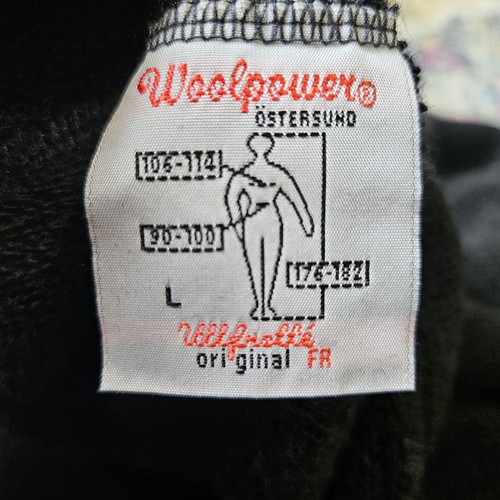 Woolpower®
ÖSTERSUND
106-114
90-100
176-182
L
Ullfrotté
original FR